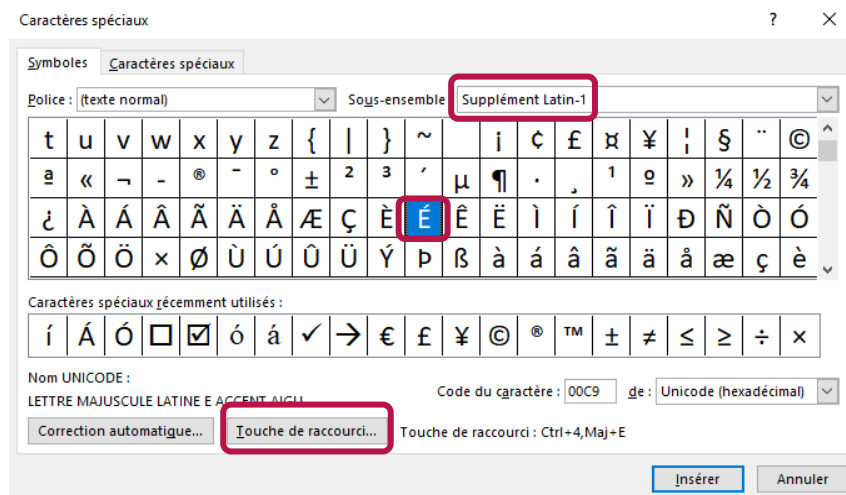 Caractères spéciaux ? ×
Symboles Caractères spéciaux
Police : (texte normal) Sous-ensemble Supplément Latin-1
t u v w x y z { | } ~ ¡ ¢ £ ¤ ¥ ¦ § ¨ ©
ª « ¬ - ® ¯ ° ± ² ³ ´ µ ¶ · ¸ ¹ º » ¼ ½ ¾
¿ À Á Â Ã Ä Å Æ Ç È É Ê Ë Ì Í Î Ï Ð Ñ Ò Ó
Ô Õ Ö × Ø Ù Ú Û Ü Ý Þ ß à á â ã ä å æ ç è
Caractères spéciaux récemment utilisés :
í Á Ó □ ☑ ó á ✓ → € £ ¥ © ® ™ ± ≠ ≤ ≥ ÷ ×
Nom UNICODE :
LETTRE MAJUSCULE LATINE E ACCENT AIGU
Code du caractère : 00C9 de : Unicode (hexadécimal)
Correction automatique... Touche de raccourci... Touche de raccourci : Ctrl+4,Maj+E
Insérer Annuler